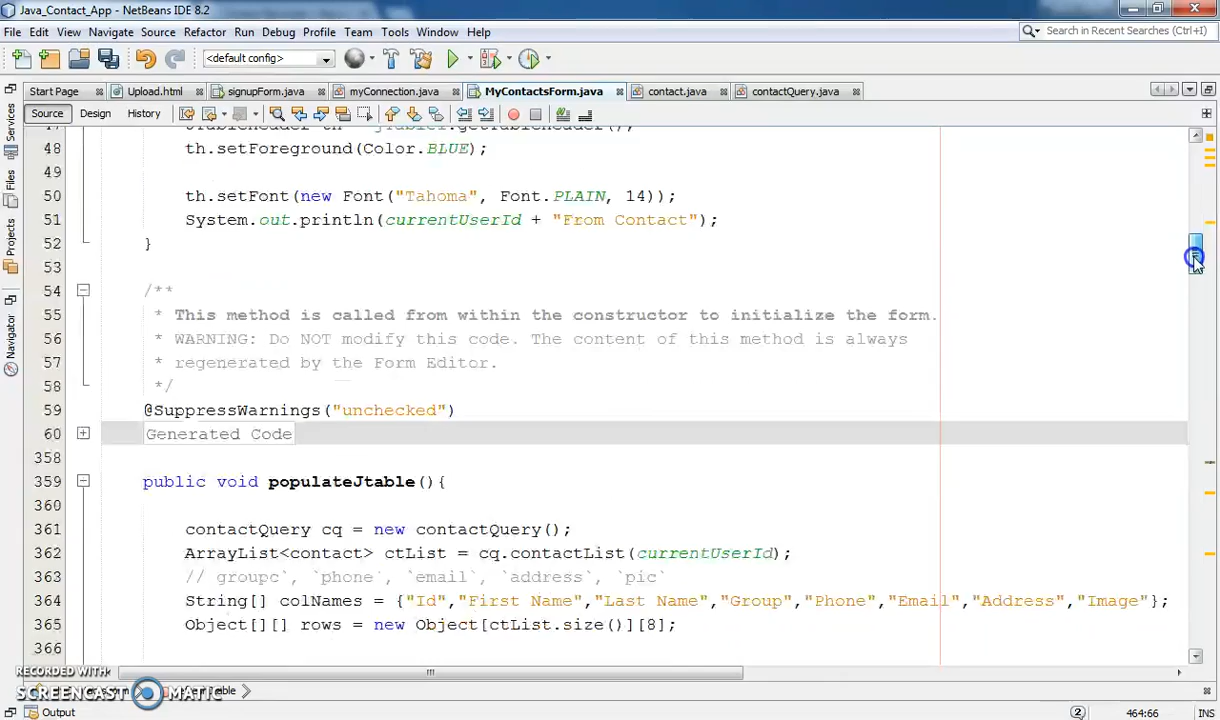 Java_Contact_App - NetBeans IDE 8.2
File Edit View Navigate Source Refactor Run Debug Profile Team Tools Window Help
Search in Recent Searches (Ctrl+I)
<default config>
Start Page Upload.html signupForm.java myConnection.java MyContactsForm.java contact.java contactQuery.java
Source Design History
Services
Files
Projects
Navigator
48 th.setForeground(Color.BLUE);
49
50 th.setFont(new Font("Tahoma", Font.PLAIN, 14));
51 System.out.println(currentUserId + "From Contact");
52 }
53
54 /**
55 * This method is called from within the constructor to initialize the form.
56 * WARNING: Do NOT modify this code. The content of this method is always
57 * regenerated by the Form Editor.
58 */
59 @SuppressWarnings("unchecked")
60 Generated Code
358
359 public void populateJtable(){
360
361 contactQuery cq = new contactQuery();
362 ArrayList<contact> ctList = cq.contactList(currentUserId);
363 // groupc`, `phone`, `email`, `address`, `pic`
364 String[] colNames = {"Id","First Name","Last Name","Group","Phone","Email","Address","Image"};
365 Object[][] rows = new Object[ctList.size()][8];
366
RECORDED WITH
SCREENCAST MATIC
Output
2 464:66 INS